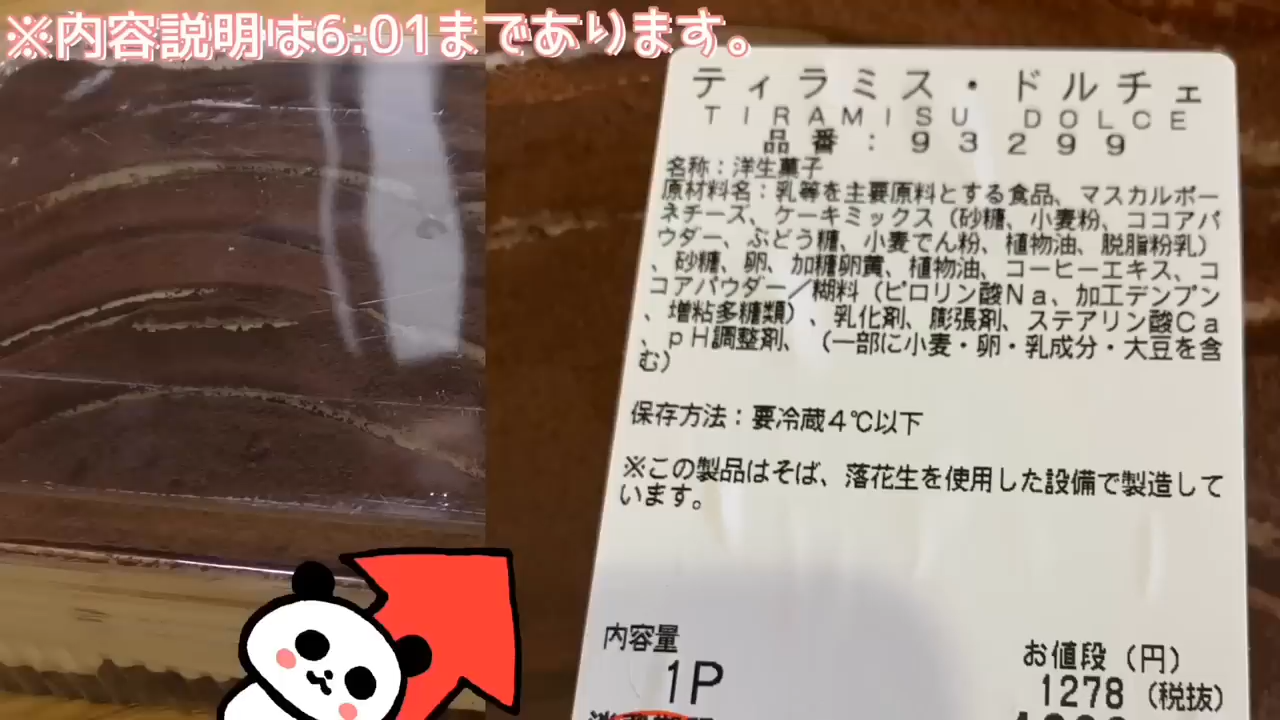 ※内容説明は6:01まであります。
ティラミス・ドルチェ
TIRAMISU DOLCE
品番:93299
名称:洋生菓子
原材料名:乳等を主要原料とする食品、マスカルポー
ネチーズ、ケーキミックス(砂糖、小麦粉、ココアパ
ウダー、ぶどう糖、小麦でん粉、植物油、脱脂粉乳)
、砂糖、卵、加糖卵黄、植物油、コーヒーエキス、コ
コアパウダー/糊料(ピロリン酸Na、加工デンプン
、増粘多糖類)、乳化剤、膨張剤、ステアリン酸Ca
、pH調整剤、(一部に小麦・卵・乳成分・大豆を含
む)
保存方法:要冷蔵4℃以下
※この製品はそば、落花生を使用した設備で製造して
います。
内容量
1P
お値段(円)
1278(税抜)